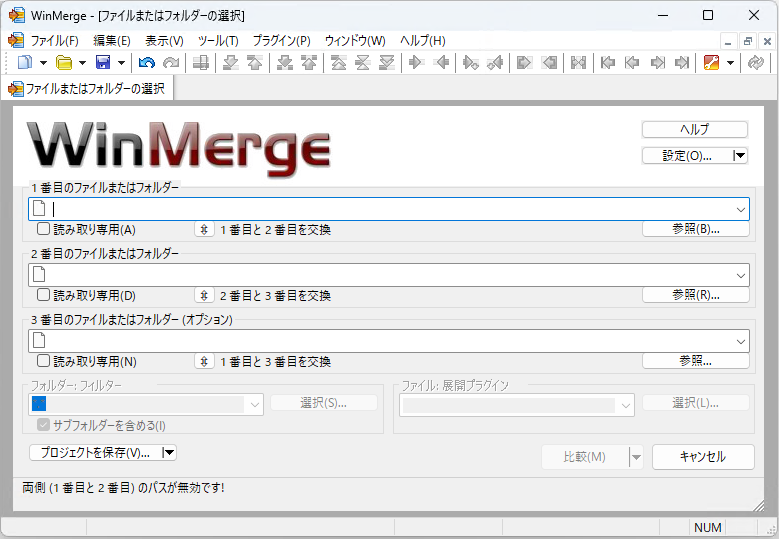 WinMerge - [ファイルまたはフォルダーの選択]
ファイル(F) 編集(E) 表示(V) ツール(T) プラグイン(P) ウィンドウ(W) ヘルプ(H)
ファイルまたはフォルダーの選択
WinMerge
ヘルプ
設定(O)...
1 番目のファイルまたはフォルダー
読み取り専用(A) 1 番目と 2 番目を交換 参照(B)...
2 番目のファイルまたはフォルダー
読み取り専用(D) 2 番目と 3 番目を交換 参照(R)...
3 番目のファイルまたはフォルダー (オプション)
読み取り専用(N) 1 番目と 3 番目を交換 参照...
フォルダー: フィルター ファイル: 展開プラグイン
選択(S)... 選択(L)...
サブフォルダーを含める(I)
プロジェクトを保存(V)... 比較(M) キャンセル
両側 (1 番目と 2 番目) のパスが無効です!
NUM